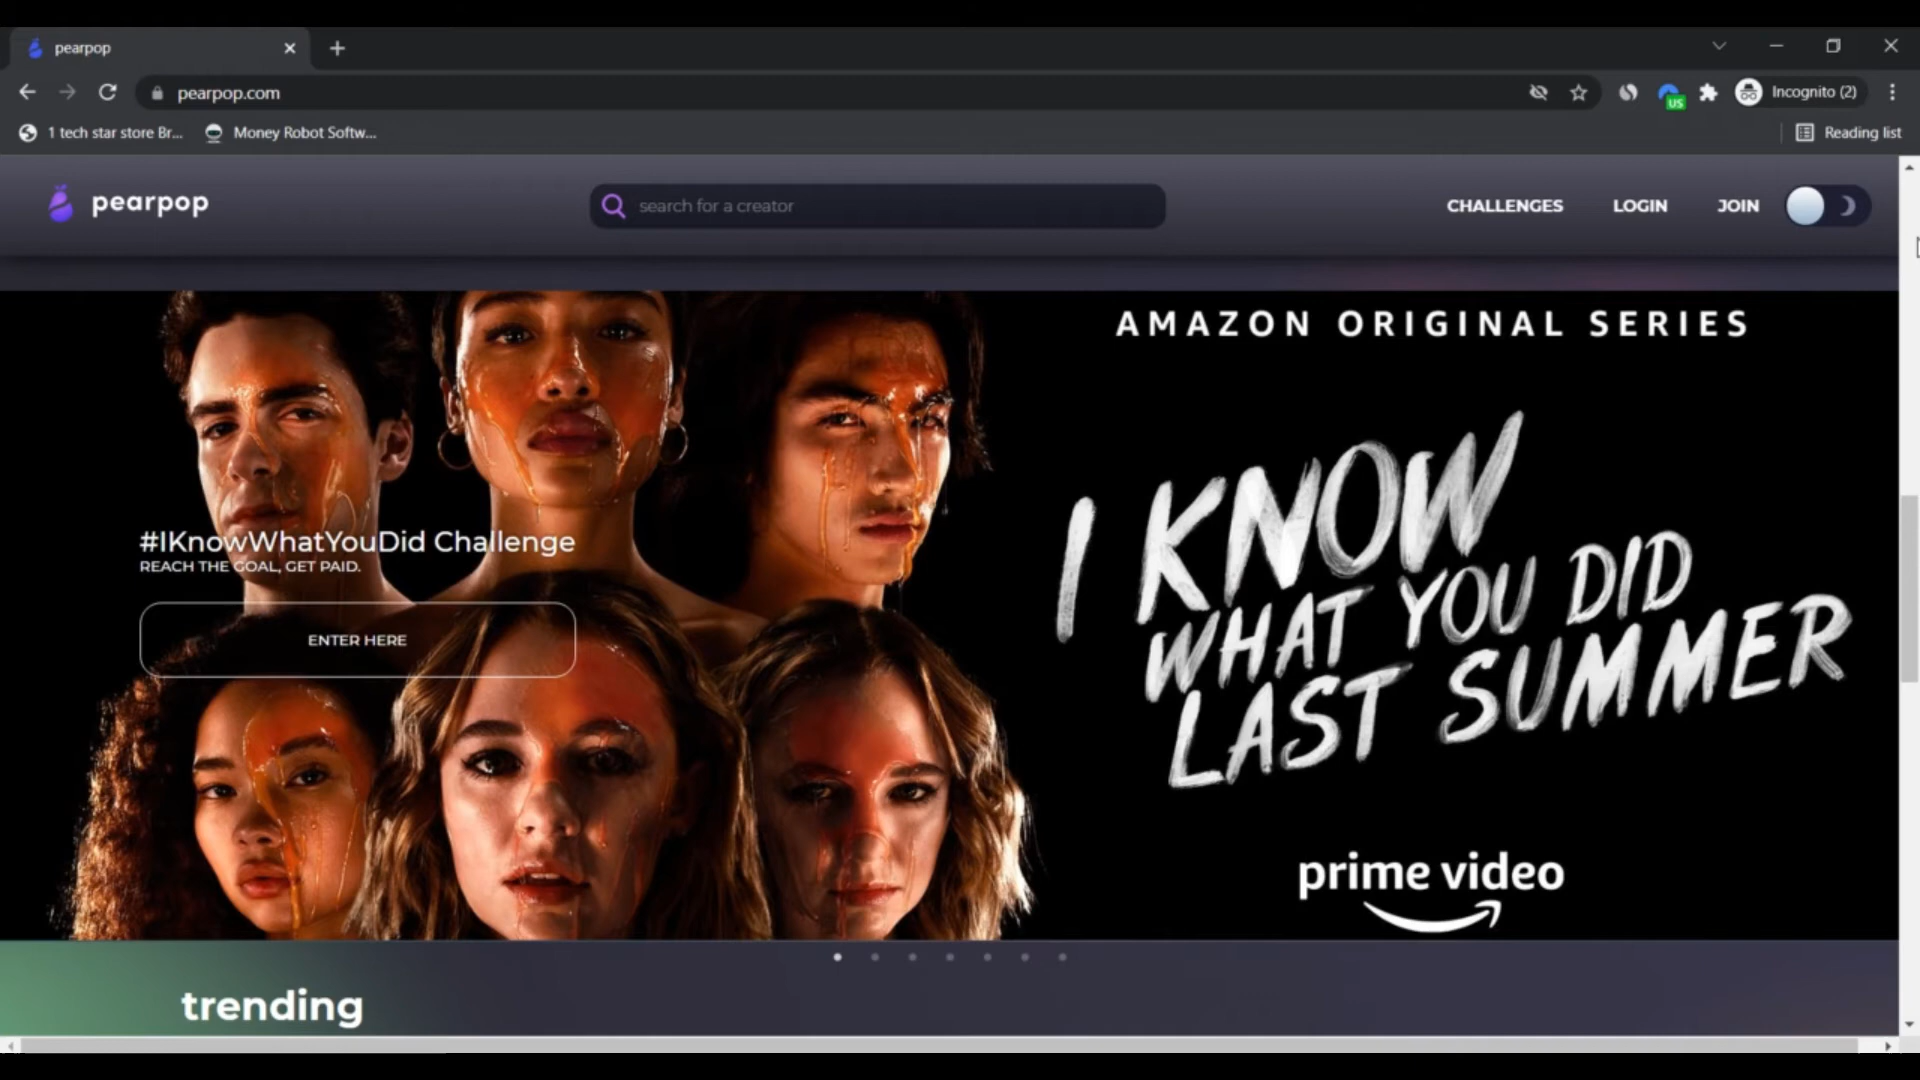 pearpop
pearpop.com
US
Incognito (2)
1 tech star store Br...
Money Robot Softw...
Reading list
pearpop
search for a creator
CHALLENGES
LOGIN
JOIN
AMAZON ORIGINAL SERIES
I KNOW
WHAT YOU DID
LAST SUMMER
#IKnowWhatYouDid Challenge
REACH THE GOAL, GET PAID.
ENTER HERE
prime video
trending